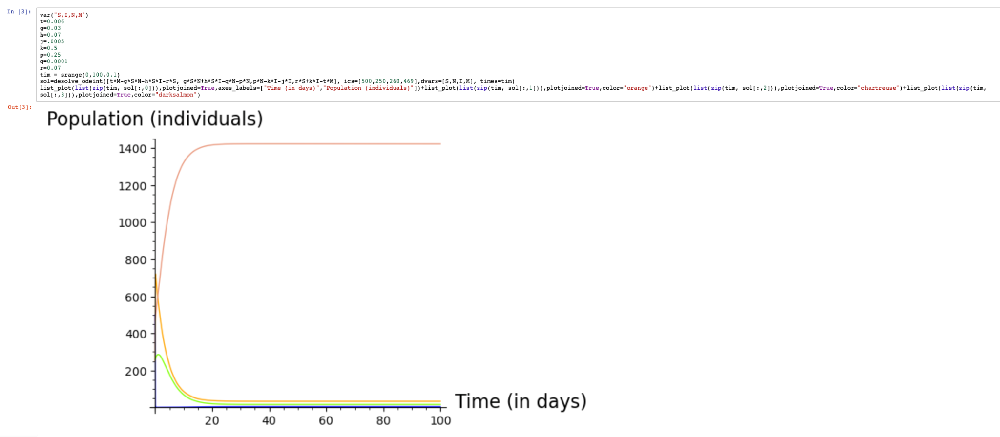 In [3]:
var("S,I,N,M")
t=0.006
g=0.03
h=0.07
j=.0005
k=0.5
p=0.25
q=0.0001
r=0.07
tim = srange(0,100,0.1)
sol=desolve_odeint([t*M-g*S*N-h*S*I-r*S, g*S*N+h*S*I-q*N-p*N,p*N-k*I-j*I,r*S+k*I-t*M], ics=[500,250,260,469],dvars=[S,N,I,M], times=tim)
list_plot(list(zip(tim, sol[:,0])),plotjoined=True,axes_labels=["Time (in days)","Population (individuals)"])+list_plot(list(zip(tim, sol[:,1])),plotjoined=True,color="orange")+list_plot(list(zip(tim, sol[:,2])),plotjoined=True,color="chartreuse")+list_plot(list(zip(tim,
sol[:,3])),plotjoined=True,color="darksalmon")
Out[3]:
Population (individuals)
1400
1200
1000
800
600
400
200
Time (in days)
20 40 60 80 100